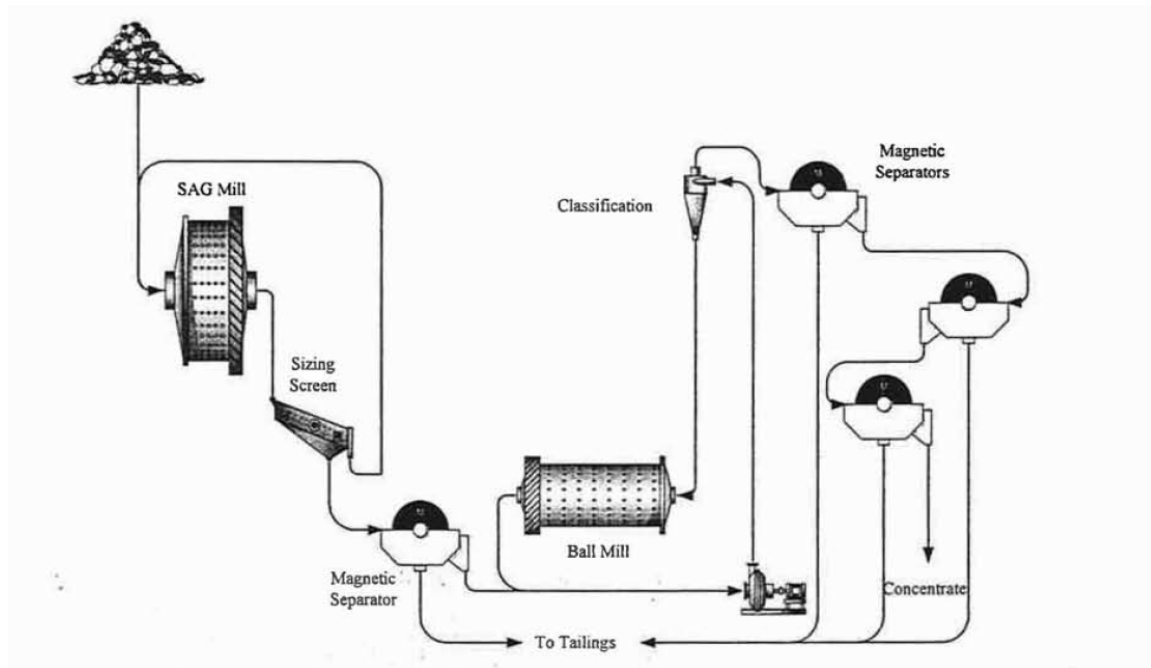 SAG Mill
Sizing
Screen
Magnetic
Separator
Ball Mill
Classification
Magnetic
Separators
Concentrate
To Tailings